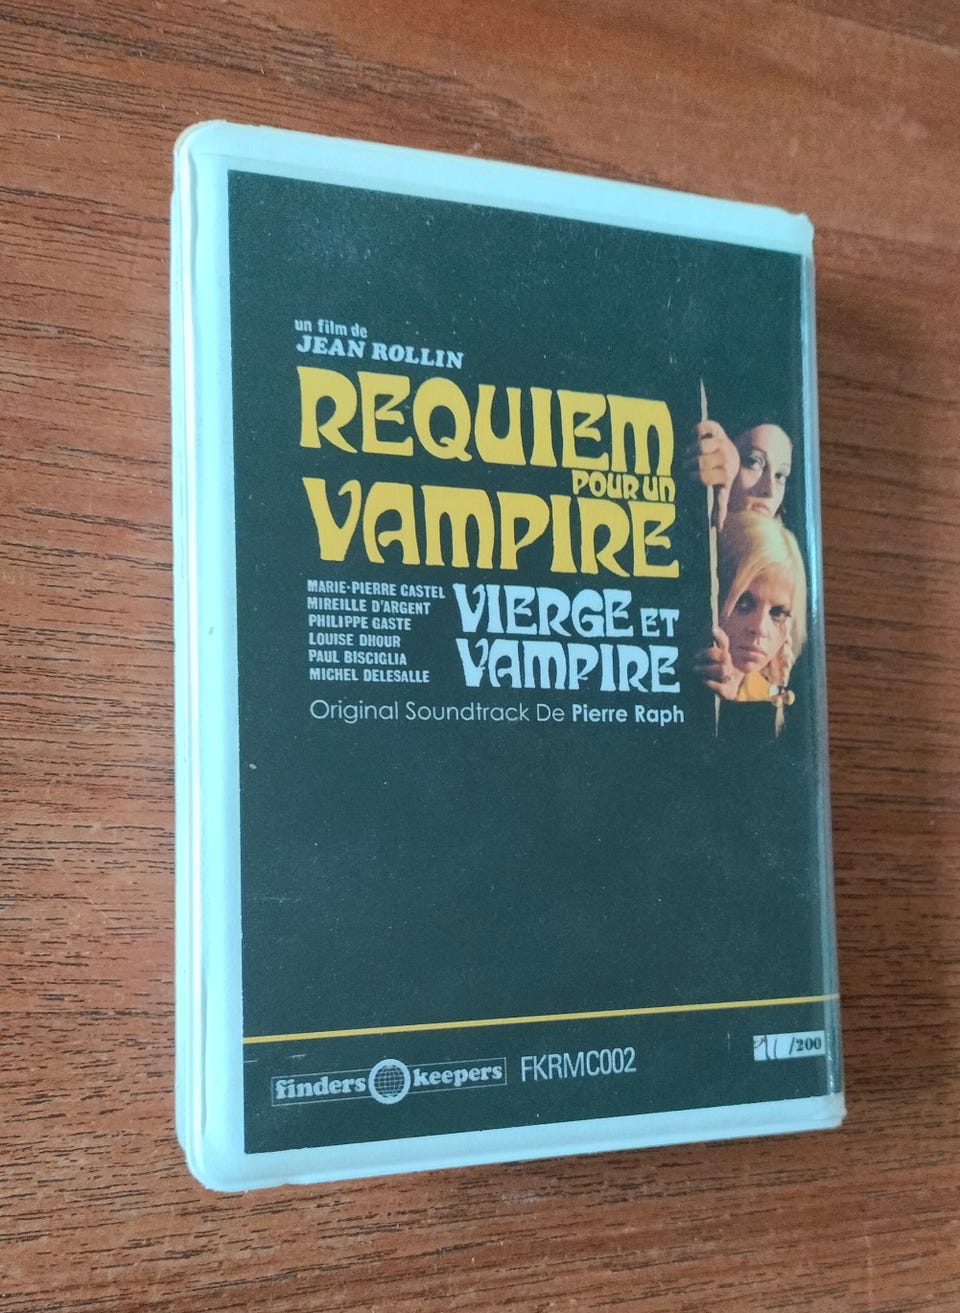 un film de
JEAN ROLLIN
REQUIEM
POUR UN
VAMPIRE
MARIE-PIERRE CASTEL
MIREILLE D'ARGENT
PHILIPPE GASTE
LOUISE DHOUR
PAUL BISCIGLIA
MICHEL DELESALLE
VIERGE ET
VAMPIRE
Original Soundtrack De Pierre Raph
finders keepers FKRMC002
/200